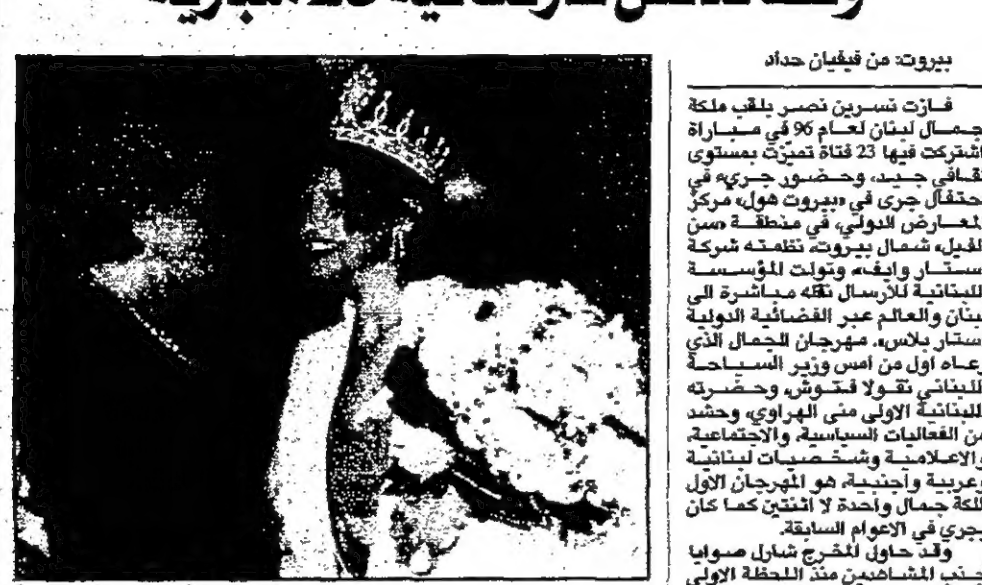 بيروت: من ڤيڤيان حداد
فازت نسرين نصر بلقب ملكة
جمال لبنان لعام 96 في مباراة
اشتركت فيها 23 فتاة تميزت بمستوى
ثقافي جيد، وحضور جريء في
احتفال جرى في «بيروت هول» مركز
المعارض الدولي، في منطقة «سن
الفيل» شمال بيروت، نظمته شركة
«ستار وايف» وتولت المؤسسة
اللبنانية للارسال نقله مباشرة الى
لبنان والعالم عبر الفضائية الدولية
«ستار بلاس». مهرجان الجمال الذي
رعاه اول من امس وزير السياحة
اللبناني نقولا فتوش، وحضرته
اللبنانية الاولى منى الهراوي، وحشد
من الفعاليات السياسية، والاجتماعية،
والاعلامية وشخصيات لبنانية
وعربية واجنبية، هو المهرجان الاول
لملكة جمال واحدة لا اثنتين كما كان
يجري في الاعوام السابقة.
وقد حاول المخرج شارل صوايا
جذب المشاهدين منذ اللحظة الاولى